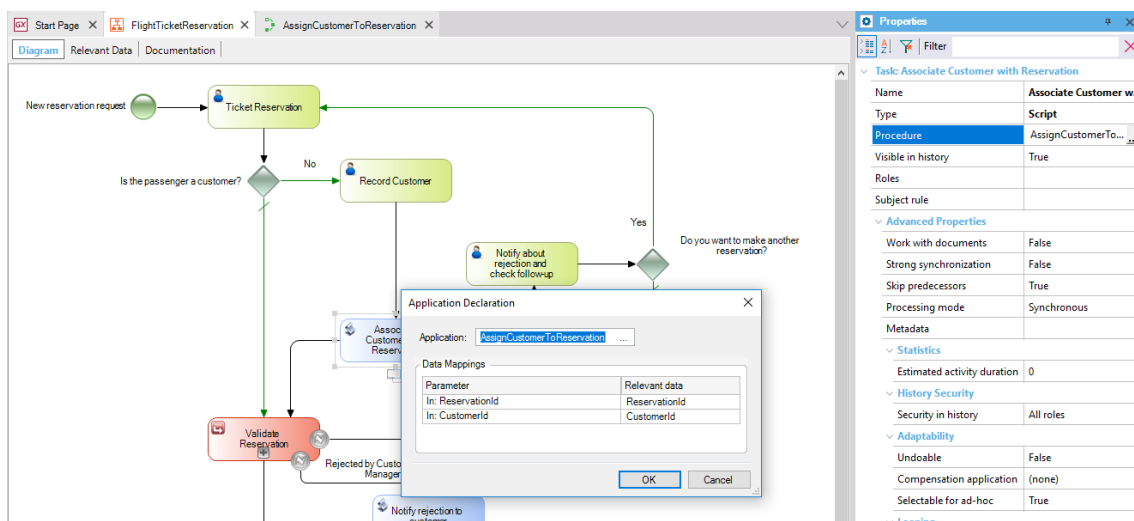 GX Start Page
FlightTicketReservation
AssignCustomerToReservation
Diagram
Relevant Data
Documentation
New reservation request
Ticket Reservation
Is the passenger a customer?
No
Record Customer
Yes
Do you want to make another
reservation?
Notify about
rejection and
check follow-up
Assoc
Custome
Reserv
Validate
Reservation
Rejected by Custo
Manager
Notify rejection to
customer
Application Declaration
Application: AssignCustomerToReservation ...
Data Mappings
Parameter Relevant data
In: ReservationId ReservationId
In: CustomerId CustomerId
OK Cancel
Properties
Filter
Task: Associate Customer with Reservation
Name Associate Customer w
Type Script
Procedure AssignCustomerTo... ...
Visible in history True
Roles
Subject rule
Advanced Properties
Work with documents False
Strong synchronization False
Skip predecessors True
Processing mode Synchronous
Metadata
Statistics
Estimated activity duration 0
History Security
Security in history All roles
Adaptability
Undoable False
Compensation application (none)
Selectable for ad-hoc True